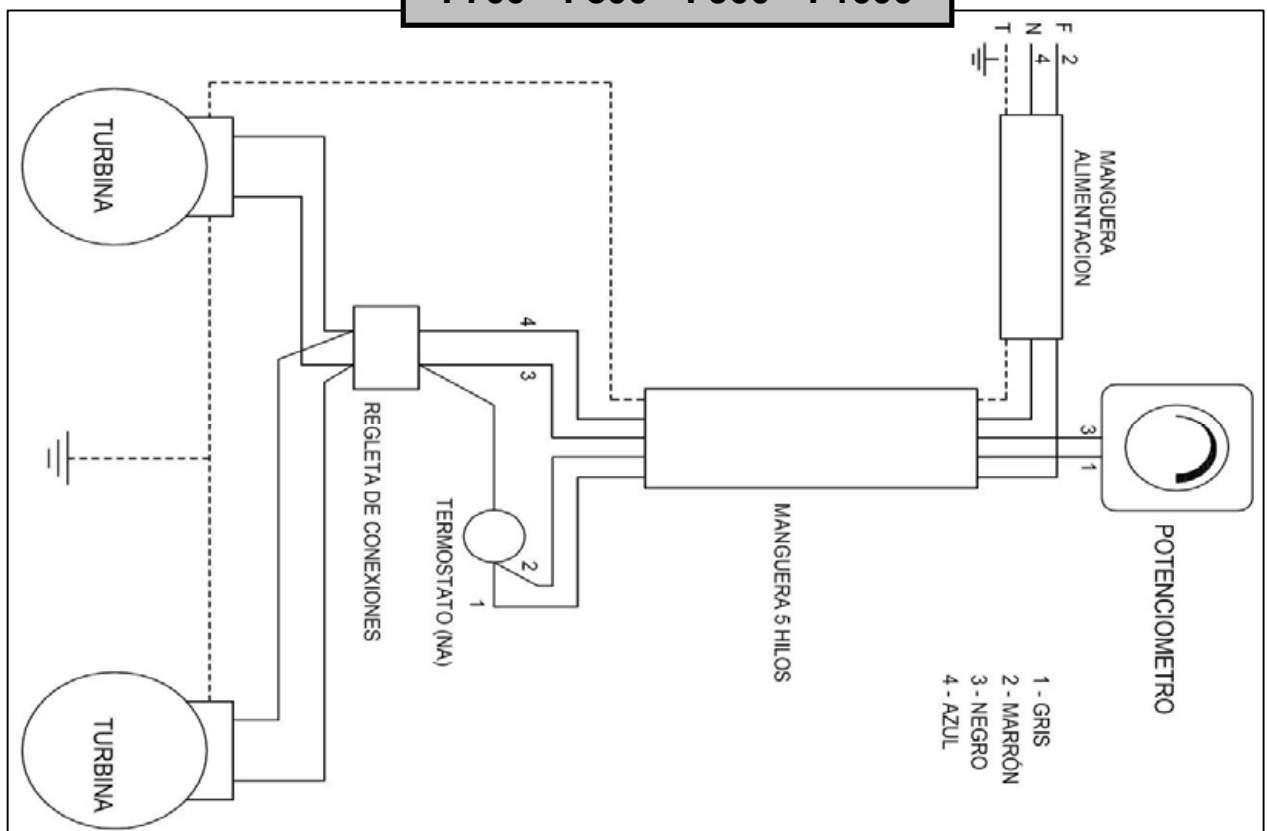 POTENCIOMETRO
3
1
F
2
N
4
T
MANGUERA
ALIMENTACION
1 - GRIS
2 - MARRÓN
3 - NEGRO
4 - AZUL
MANGUERA 5 HILOS
4
3
2
1
TERMOSTATO (NA)
REGLETA DE CONEXIONES
TURBINA
TURBINA